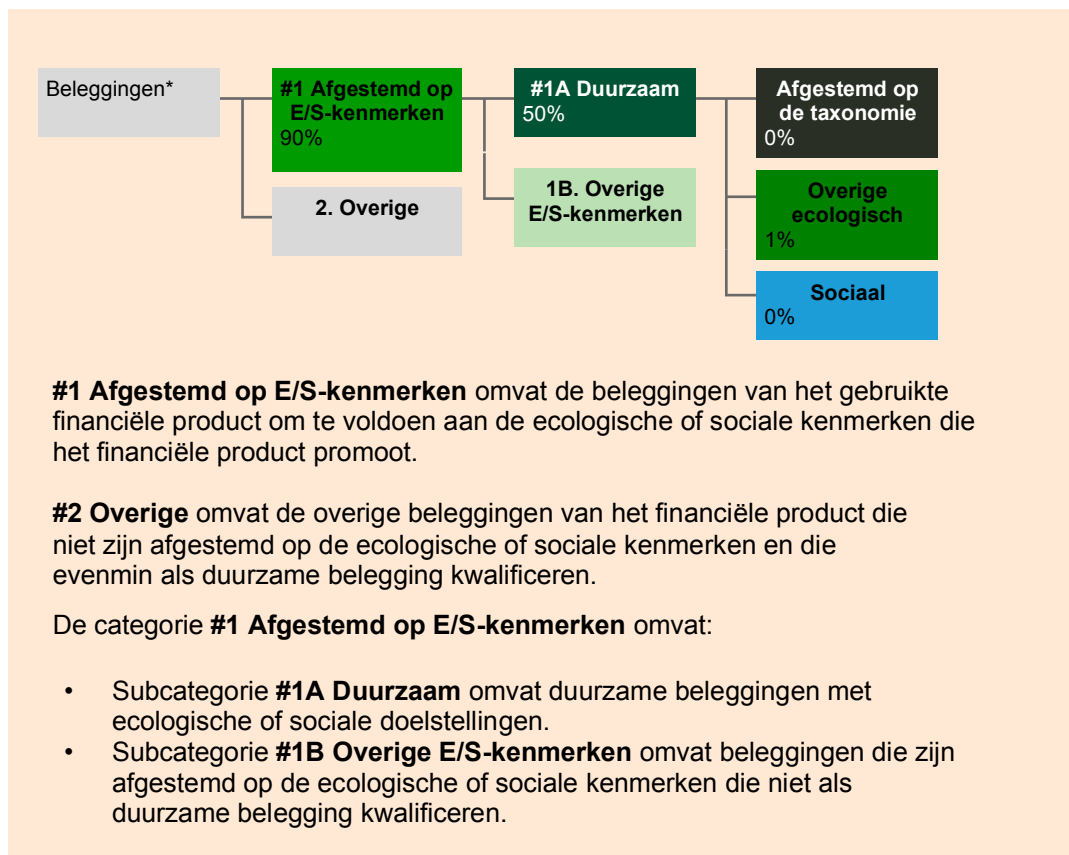 Beleggingen*
#1 Afgestemd op
E/S-kenmerken
90%
#1A Duurzaam
50%
Afgestemd op
de taxonomie
0%
2. Overige
1B. Overige
E/S-kenmerken
Overige
ecologisch
1%
Sociaal
0%
#1 Afgestemd op E/S-kenmerken omvat de beleggingen van het gebruikte
financiële product om te voldoen aan de ecologische of sociale kenmerken die
het financiële product promoot.
#2 Overige omvat de overige beleggingen van het financiële product die
niet zijn afgestemd op de ecologische of sociale kenmerken en die
evenmin als duurzame belegging kwalificeren.
De categorie #1 Afgestemd op E/S-kenmerken omvat:
• Subcategorie #1A Duurzaam omvat duurzame beleggingen met
ecologische of sociale doelstellingen.
• Subcategorie #1B Overige E/S-kenmerken omvat beleggingen die zijn
afgestemd op de ecologische of sociale kenmerken die niet als
duurzame belegging kwalificeren.